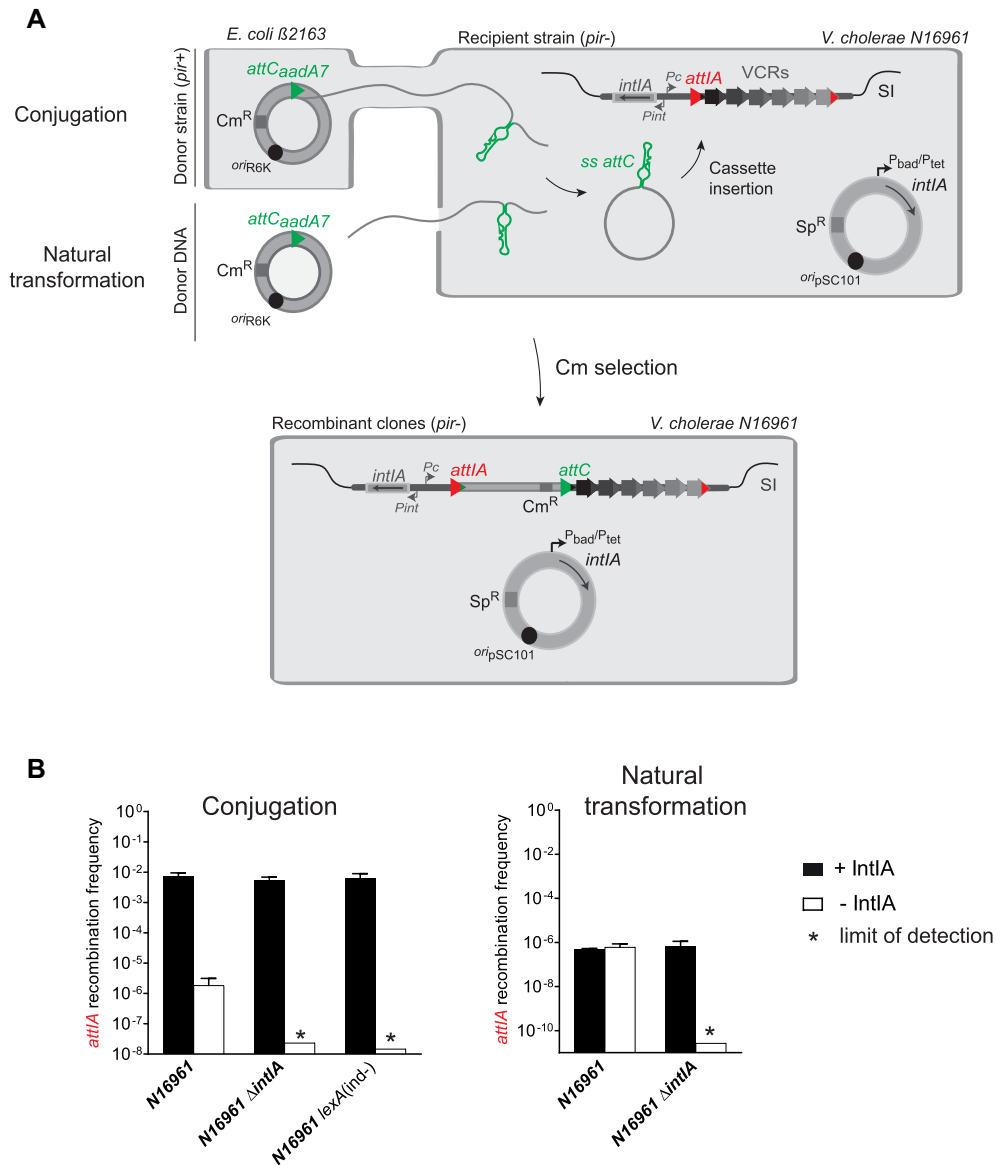 A
E. coli ß2163
Recipient strain (pir-)
V. cholerae N16961
Conjugation
Donor strain (pir+)
attCaadA7
CmR
oriR6K
intIA
Pc
Pint
attIA
VCRs
SI
ss attC
Cassette
insertion
Pbad/Ptet
intIA
SpR
oripSC101
Natural
transformation
Donor DNA
attCaadA7
CmR
oriR6K
Cm selection
Recombinant clones (pir-)
V. cholerae N16961
intIA
Pc
Pint
attIA
attC
CmR
SI
Pbad/Ptet
intIA
SpR
oripSC101
B
Conjugation
attIA recombination frequency
10^0
10^-1
10^-2
10^-3
10^-5
10^-6
10^-7
10^-8
*
*
N16961
N16961 ΔintIA
N16961 lexA(ind-)
Natural
transformation
attIA recombination frequency
10^0
10^-2
10^-4
10^-6
10^-8
10^-10
*
N16961
N16961 ΔintIA
+ IntIA
- IntIA
* limit of detection